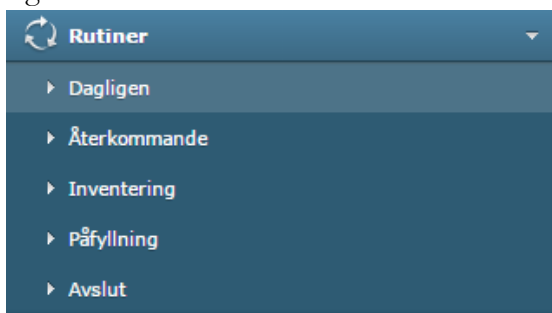 Rutiner
Dagligen
Återkommande
Inventering
Påfyllning
Avslut